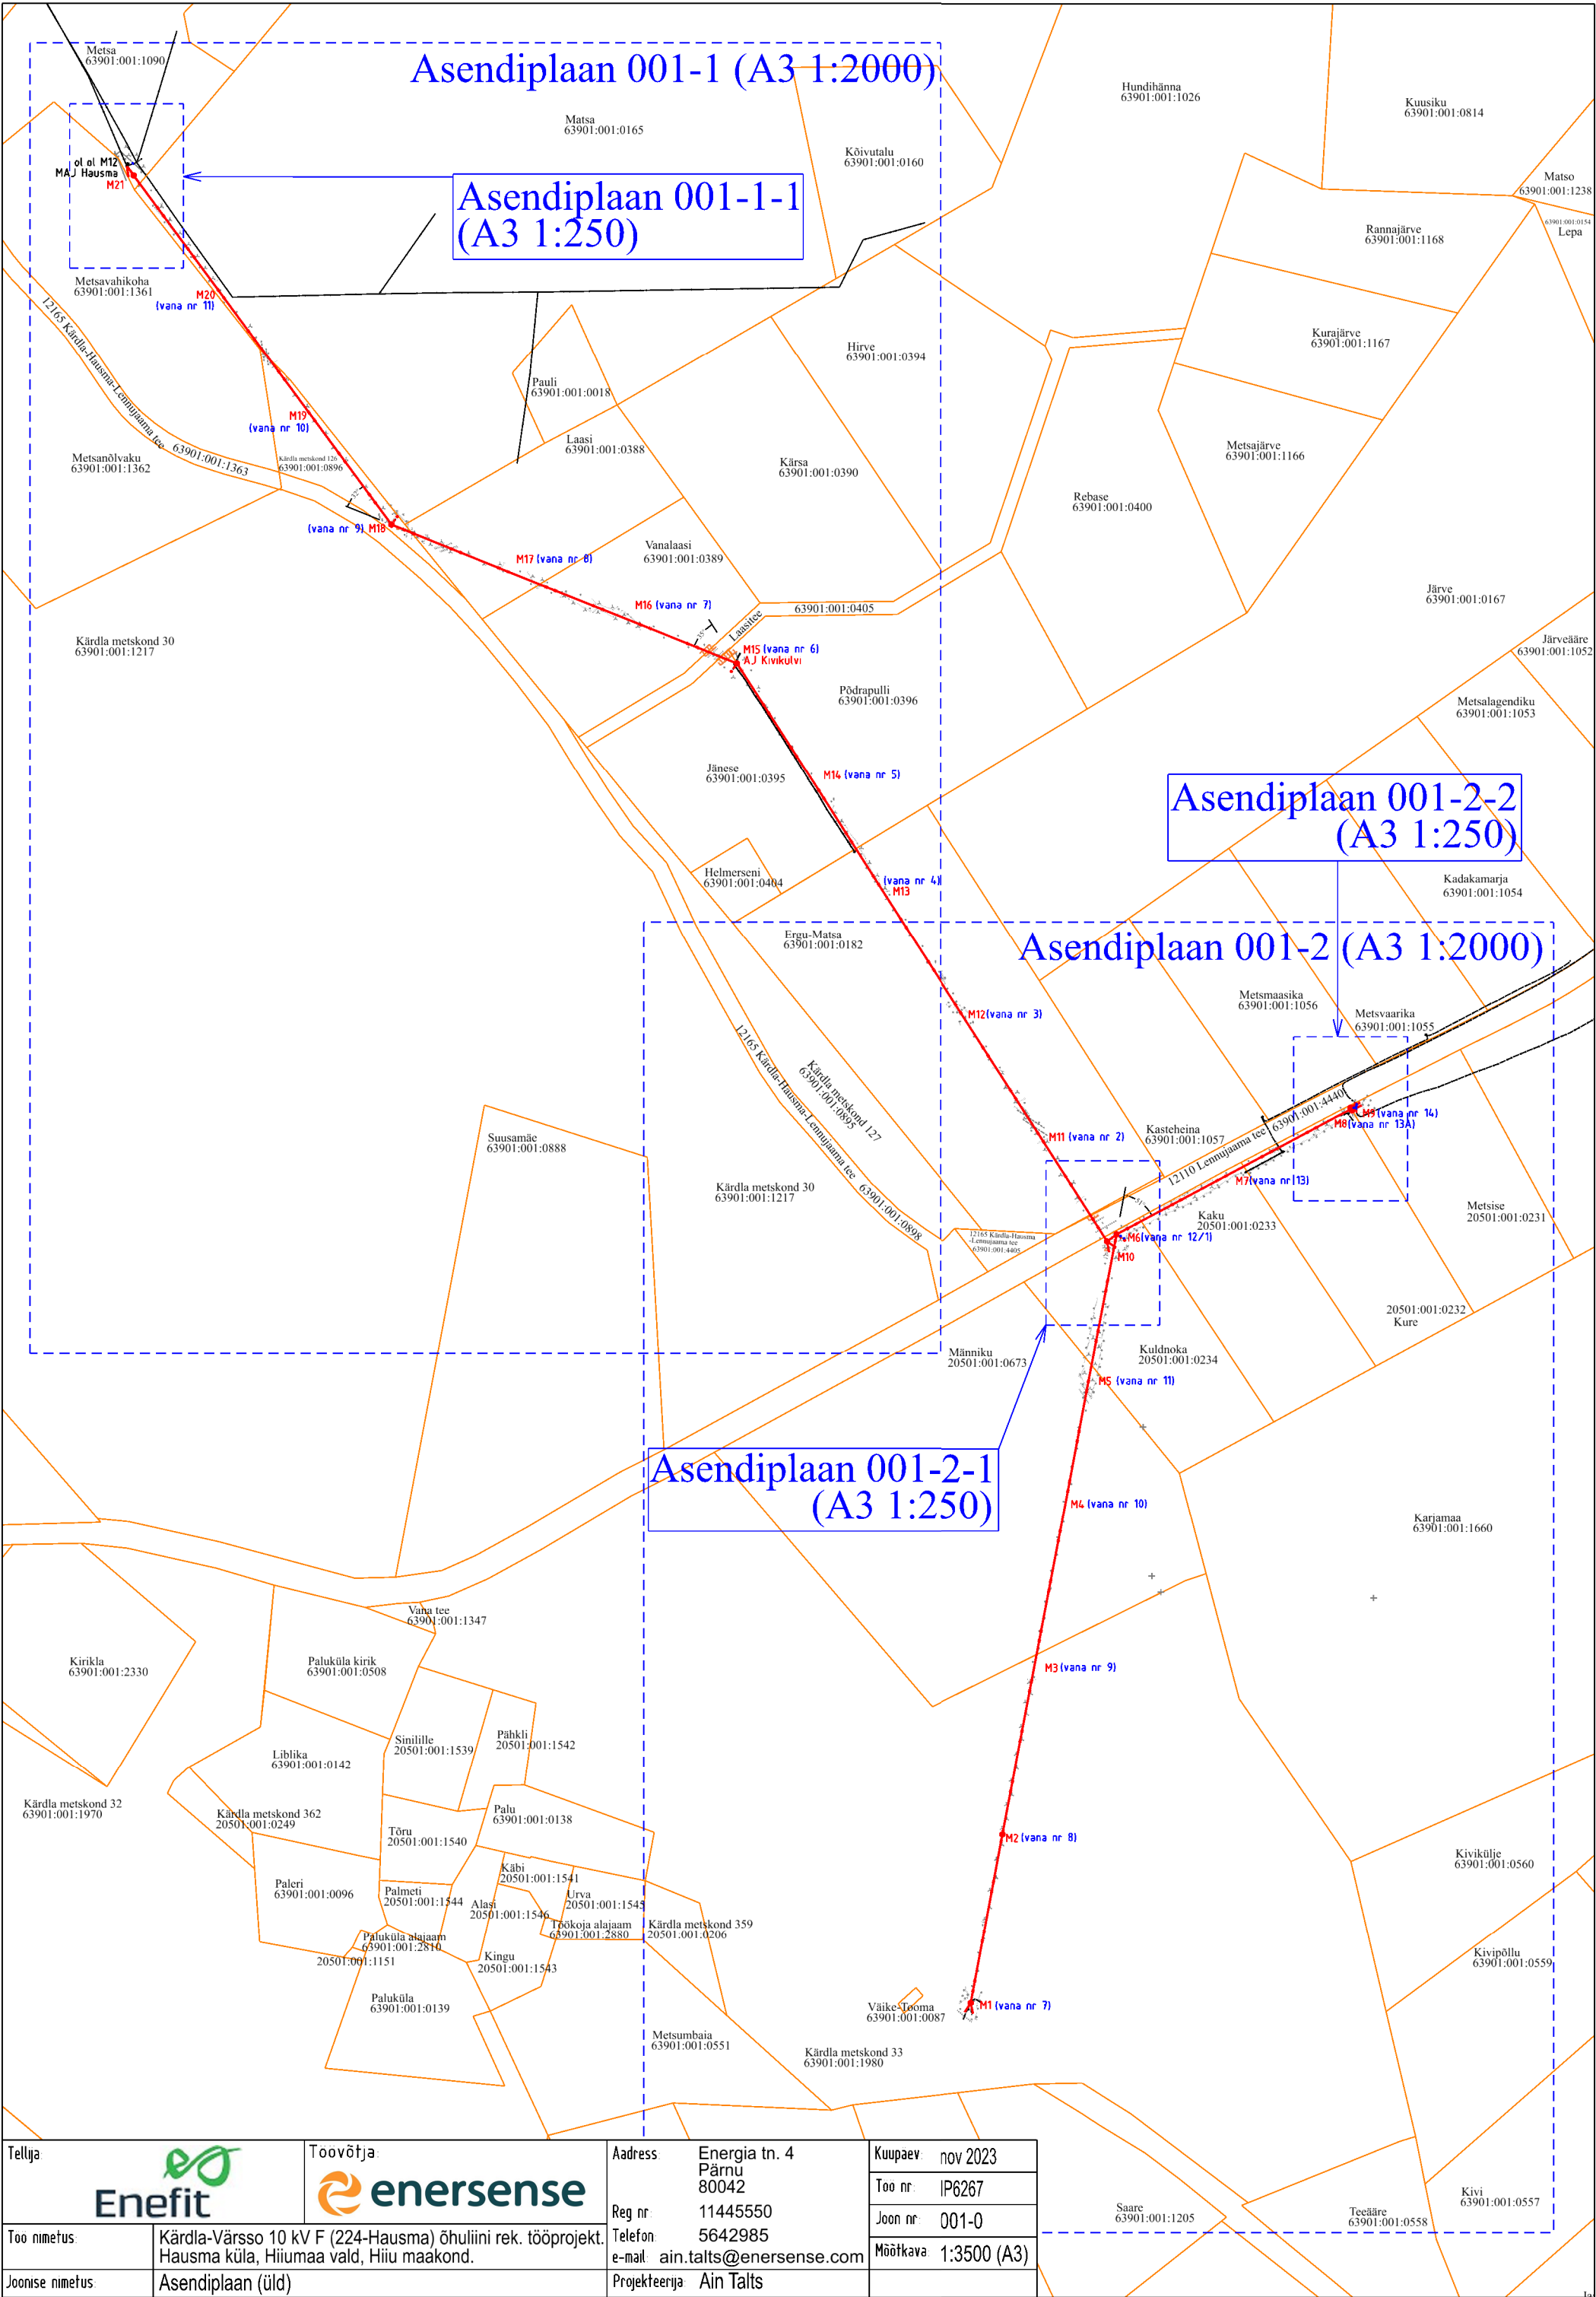 Metsa
63901:001:1090
Asendiplaan 001-1 (A3 1:2000)
Matsa
63901:001:0165
Kõivutalu
63901:001:0160
Hundihänna
63901:001:1026
Kuusiku
63901:001:0814
Matso
63901:001:1238
63901:001:0154
Lepa
ol ol M12
MAJ Hausma
M21
Asendiplaan 001-1-1
(A3 1:250)
Rannajärve
63901:001:1168
Metsavahikoha
63901:001:1361
M20
(vana nr 11)
12165 Kärdla-Hausma-Lennujaama tee 63901:001:1363
Hirve
63901:001:0394
Kurajärve
63901:001:1167
Pauli
63901:001:0018
M19
(vana nr 10)
Laasi
63901:001:0388
Metsanõlvaku
63901:001:1362
Kärdla metskond 126
63901:001:0896
Kärsa
63901:001:0390
Metsajärve
63901:001:1166
Rebase
63901:001:0400
32°
(vana nr 9) M18
M17 (vana nr 8)
Vanalaasi
63901:001:0389
M16 (vana nr 7)
Laasitee
63901:001:0405
Järve
63901:001:0167
Kärdla metskond 30
63901:001:1217
35°
M15 (vana nr 6)
AJ Kivikülvi
Järveääre
63901:001:1052
Põdrapulli
63901:001:0396
Metsalagendiku
63901:001:1053
Jänese
63901:001:0395
M14 (vana nr 5)
Asendiplaan 001-2-2
(A3 1:250)
Helmerseni
63901:001:0404
(vana nr 4)
M13
Kadakamarja
63901:001:1054
Ergu-Matsa
63901:001:0182
Asendiplaan 001-2 (A3 1:2000)
Metsmaasika
63901:001:1056
Metsvaarika
63901:001:1055
M12(vana nr 3)
12165 Kärdla-Hausma-Lennujaama tee 63901:001:0898
Kärdla metskond 127
63901:001:0895
63901:001:4440
M9(vana nr 14)
M8(vana nr 13A)
Suusamäe
63901:001:0888
M11 (vana nr 2)
Kasteheina
63901:001:1057
12110 Lennujaama tee
Kärdla metskond 30
63901:001:1217
M7(vana nr 13)
51°
Kaku
20501:001:0233
Metsise
20501:001:0231
12165 Kärdla-Hausma
-Lennujaama tee
63901:001:4405
M6(vana nr 12/1)
M10
20501:001:0232
Kure
Männiku
20501:001:0673
Kuldnoka
20501:001:0234
M5 (vana nr 11)
Asendiplaan 001-2-1
(A3 1:250)
M4 (vana nr 10)
Karjamaa
63901:001:1660
Vana tee
63901:001:1347
Kirikla
63901:001:2330
Paluküla kirik
63901:001:0508
M3(vana nr 9)
Sinilille
20501:001:1539
Pähkli
20501:001:1542
Liblika
63901:001:0142
Kärdla metskond 32
63901:001:1970
Kärdla metskond 362
20501:001:0249
Palu
63901:001:0138
Tõru
20501:001:1540
M2(vana nr 8)
Kivikülje
63901:001:0560
Käbi
20501:001:1541
Paleri
63901:001:0096
Palmeti
20501:001:1544
Urva
20501:001:1545
Alasi
20501:001:1546
Töökoja alajaam
63901:001:2880
Kärdla metskond 359
20501:001:0206
Paluküla alajaam
63901:001:2810
20501:001:1151
Kingu
20501:001:1543
Kivipõllu
63901:001:0559
Paluküla
63901:001:0139
Väike-Tooma
63901:001:0087
M1 (vana nr 7)
Metsumbaia
63901:001:0551
Kärdla metskond 33
63901:001:1980
Kivi
63901:001:0557
Saare
63901:001:1205
Teeääre
63901:001:0558
Tellija:
Enefit
Töövõtja:
enersense
Aadress: Energia tn. 4
Pärnu
80042
Reg nr: 11445550
Telefon: 5642985
e-mail: ain.talts@enersense.com
Projekteerija: Ain Talts
Kuupäev: nov 2023
Töö nr: IP6267
Joon nr: 001-0
Mõõtkava: 1:3500 (A3)
Töö nimetus: Kärdla-Värsso 10 kV F (224-Hausma) õhuliini rek. tööprojekt.
Hausma küla, Hiiumaa vald, Hiiu maakond.
Joonise nimetus: Asendiplaan (üld)